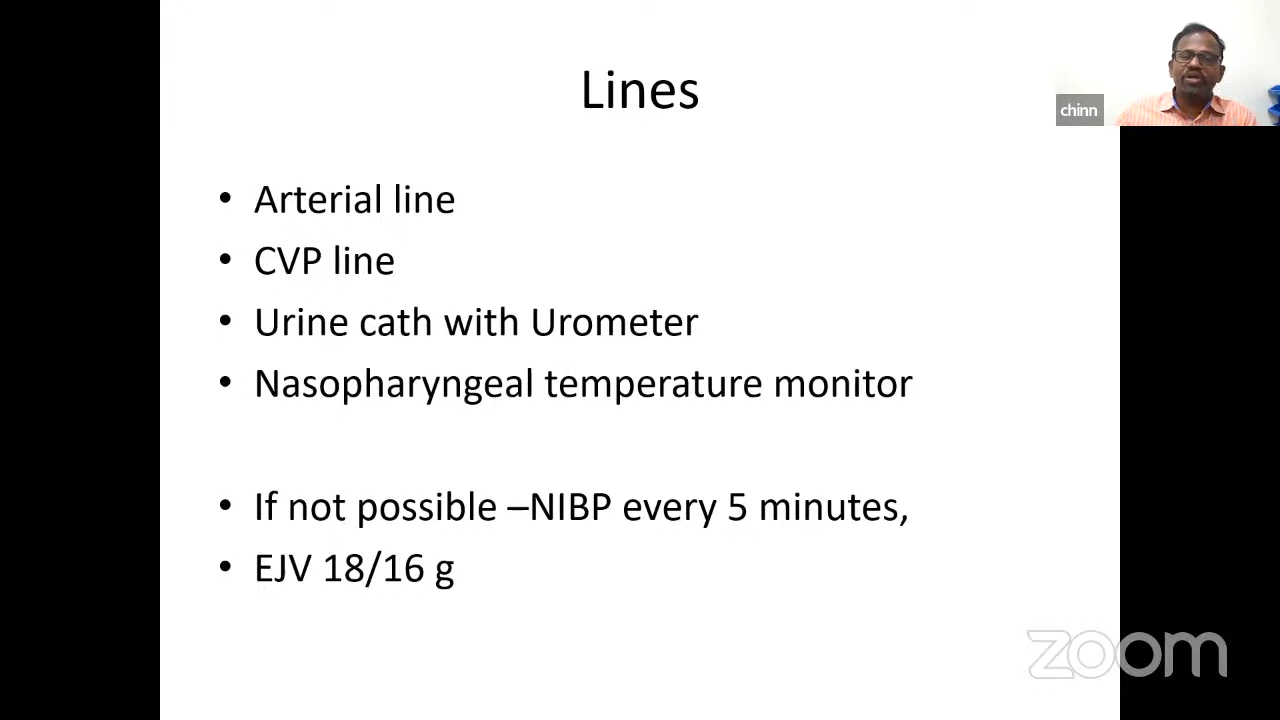 Lines
chinn
• Arterial line
• CVP line
• Urine cath with Urometer
• Nasopharyngeal temperature monitor
• If not possible –NIBP every 5 minutes,
• EJV 18/16 g
zoom